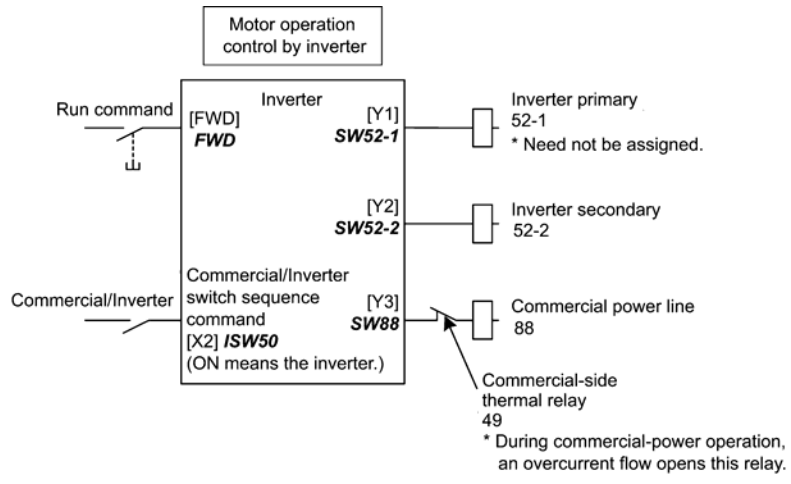 Motor operation
control by inverter
Run command
Inverter
[FWD]
FWD
[Y1]
SW52-1
Inverter primary
52-1
* Need not be assigned.
[Y2]
SW52-2
Inverter secondary
52-2
Commercial/Inverter
Commercial/Inverter
switch sequence
command
[X2] ISW50
(ON means the inverter.)
[Y3]
SW88
Commercial power line
88
Commercial-side
thermal relay
49
* During commercial-power operation,
an overcurrent flow opens this relay.